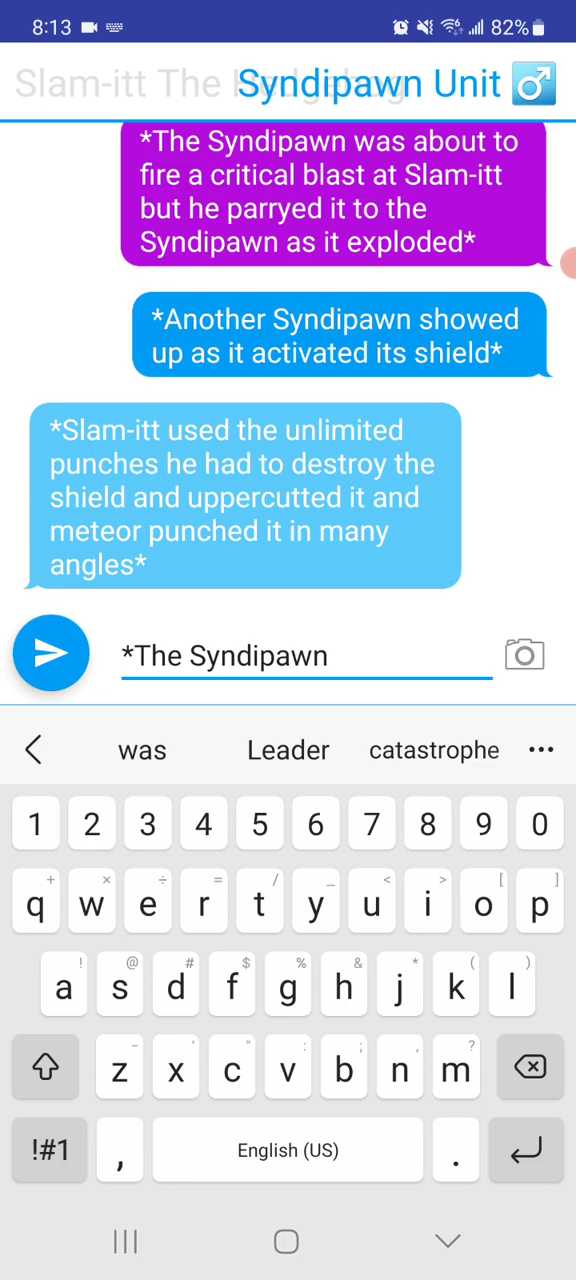 8:13 82%
Slam-itt The Hedgehog Syndipawn Unit
*The Syndipawn was about to
fire a critical blast at Slam-itt
but he parryed it to the
Syndipawn as it exploded*
*Another Syndipawn showed
up as it activated its shield*
*Slam-itt used the unlimited
punches he had to destroy the
shield and uppercutted it and
meteor punched it in many
angles*
*The Syndipawn
was Leader catastrophe •••
1 2 3 4 5 6 7 8 9 0
+ × ÷ = / _ < > [ ]
q w e r t y u i o p
! @ # $ % & * ( )
a s d f g h j k l
- ' " : ; , ?
z x c v b n m
!#1 , English (US) .